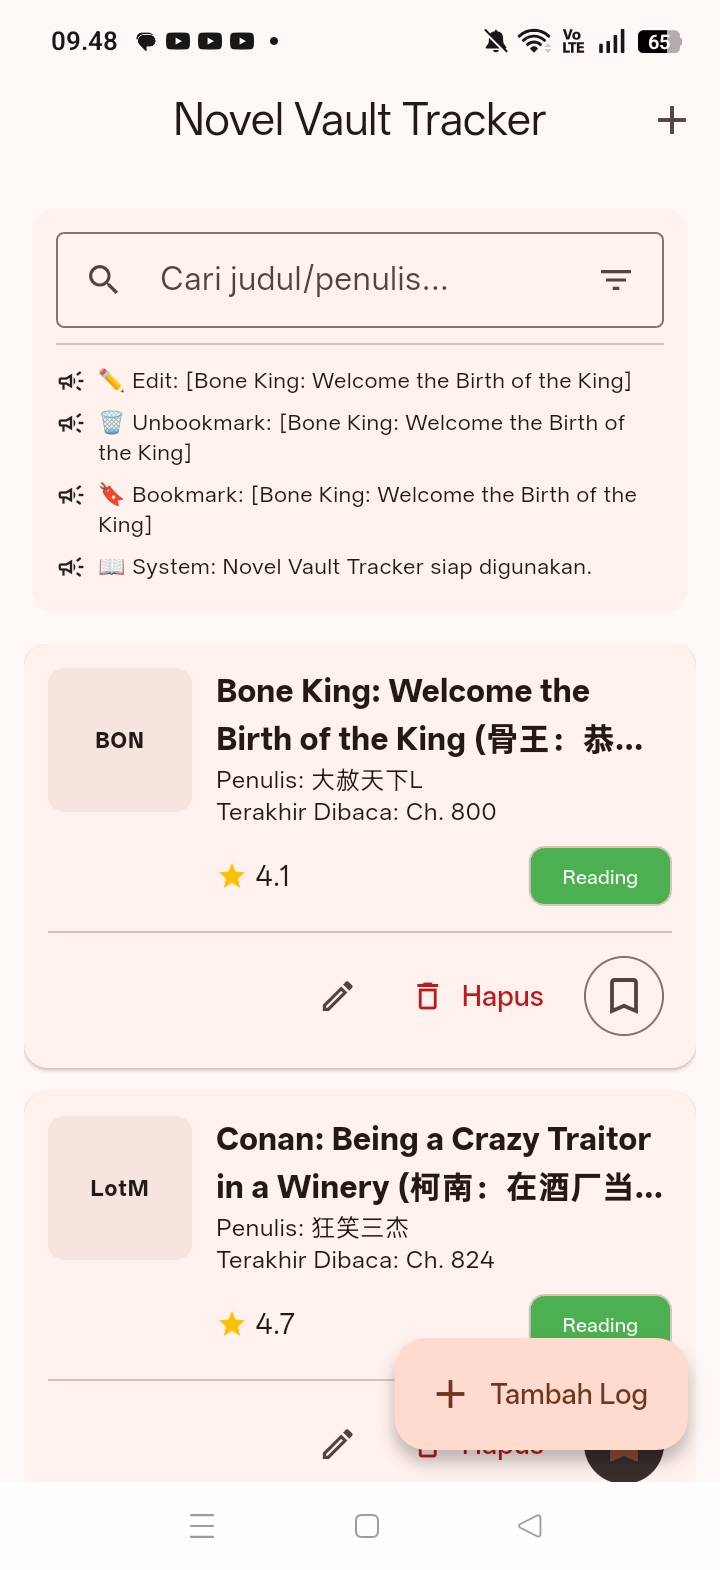 09.48
Vo LTE
65
Novel Vault Tracker
Cari judul/penulis...
Edit: [Bone King: Welcome the Birth of the King]
Unbookmark: [Bone King: Welcome the Birth of
the King]
Bookmark: [Bone King: Welcome the Birth of the
King]
System: Novel Vault Tracker siap digunakan.
BON
Bone King: Welcome the
Birth of the King (骨王：恭...
Penulis: 大赦天下L
Terakhir Dibaca: Ch. 800
4.1
Reading
Hapus
LotM
Conan: Being a Crazy Traitor
in a Winery (柯南：在酒厂当...
Penulis: 狂笑三杰
Terakhir Dibaca: Ch. 824
4.7
Reading
Tambah Log
Hapus